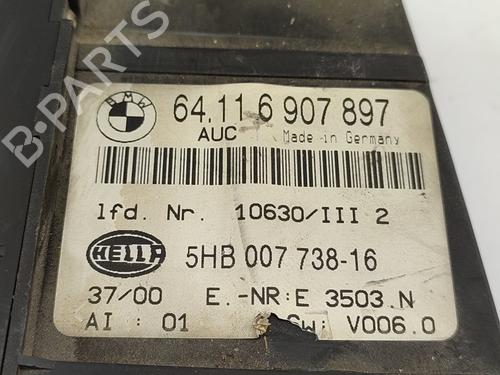 BMW
64.11 6 907 897
AUC Made in Germany
lfd. Nr. 10630/III 2
HELLA 5HB 007 738-16
37/00 E.-NR:E 3503.N
AI : 01 Sw: V006.0
B-PARTS